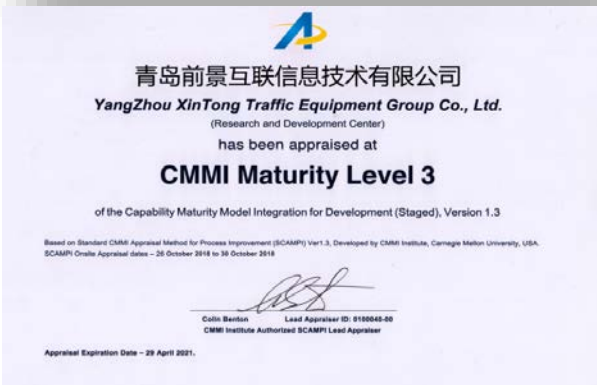 青岛前景互联信息技术有限公司
YangZhou XinTong Traffic Equipment Group Co., Ltd.
(Research and Development Center)
has been appraised at
CMMI Maturity Level 3
of the Capability Maturity Model Integration for Development (Staged), Version 1.3
Based on Standard CMMI Appraisal Method for Process Improvement (SCAMPI) Ver1.3, Developed by CMMI Institute, Carnegie Mellon University, USA.
SCAMPI Onsite Appraisal dates – 26 October 2018 to 30 October 2018
Colin Benton Lead Appraiser ID: 0100048-00
CMMI Institute Authorized SCAMPI Lead Appraiser
Appraisal Expiration Date – 29 April 2021.